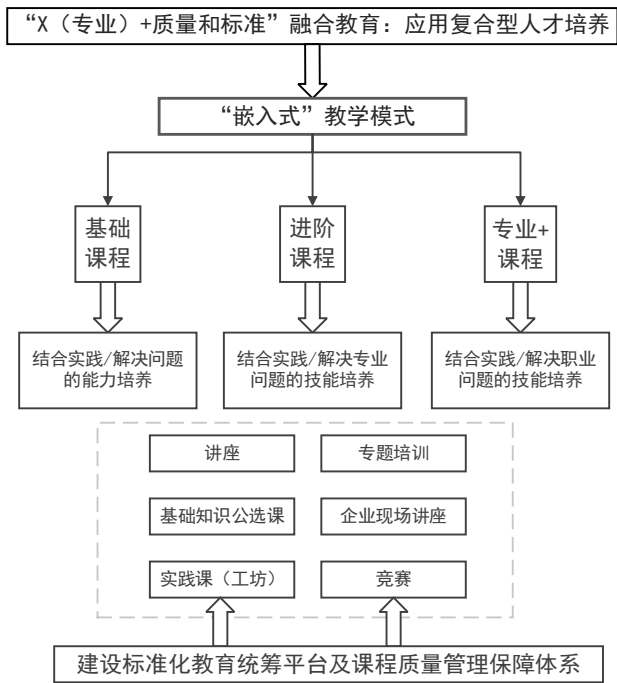 “X（专业）+质量和标准”融合教育：应用复合型人才培养
“嵌入式”教学模式
基础
课程
进阶
课程
专业+
课程
结合实践/解决问题
的能力培养
结合实践/解决专业
问题的技能培养
结合实践/解决职业
问题的技能培养
讲座
专题培训
基础知识公选课
企业现场讲座
实践课（工坊）
竞赛
建设标准化教育统筹平台及课程质量管理保障体系